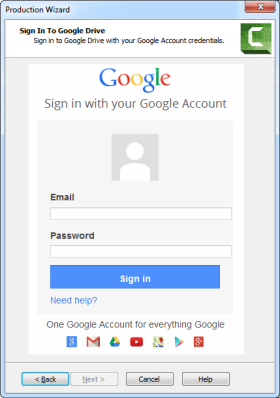 Production Wizard
Sign In To Google Drive
Sign in to Google Drive with your Google Account credentials.
Google
Sign in with your Google Account
Email
Password
Sign in
Need help?
One Google Account for everything Google
< Back
Next >
Cancel
Help